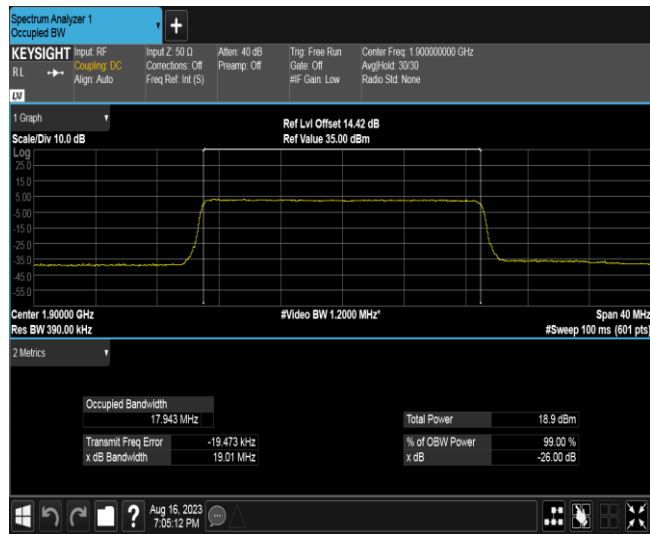 Spectrum Analyzer 1
Occupied BW
+
KEYSIGHT
RL
LXI
Input: RF
Coupling: DC
Align: Auto
Input Z: 50 Ω
Corrections: Off
Freq Ref: Int (S)
Atten: 40 dB
Preamp: Off
Trig: Free Run
Gate: Off
#IF Gain: Low
Center Freq: 1.900000000 GHz
Avg|Hold: 30/30
Radio Std: None
1 Graph
Scale/Div 10.0 dB
Ref Lvl Offset 14.42 dB
Ref Value 35.00 dBm
Log
25.0
15.0
5.00
-5.00
-15.0
-25.0
-35.0
-45.0
-55.0
Center 1.90000 GHz
Res BW 390.00 kHz
#Video BW 1.2000 MHz*
Span 40 MHz
#Sweep 100 ms (601 pts)
2 Metrics
Occupied Bandwidth
17.943 MHz
Transmit Freq Error -19.473 kHz
x dB Bandwidth 19.01 MHz
Total Power 18.9 dBm
% of OBW Power 99.00 %
x dB -26.00 dB
?
Aug 16, 2023
7:05:12 PM